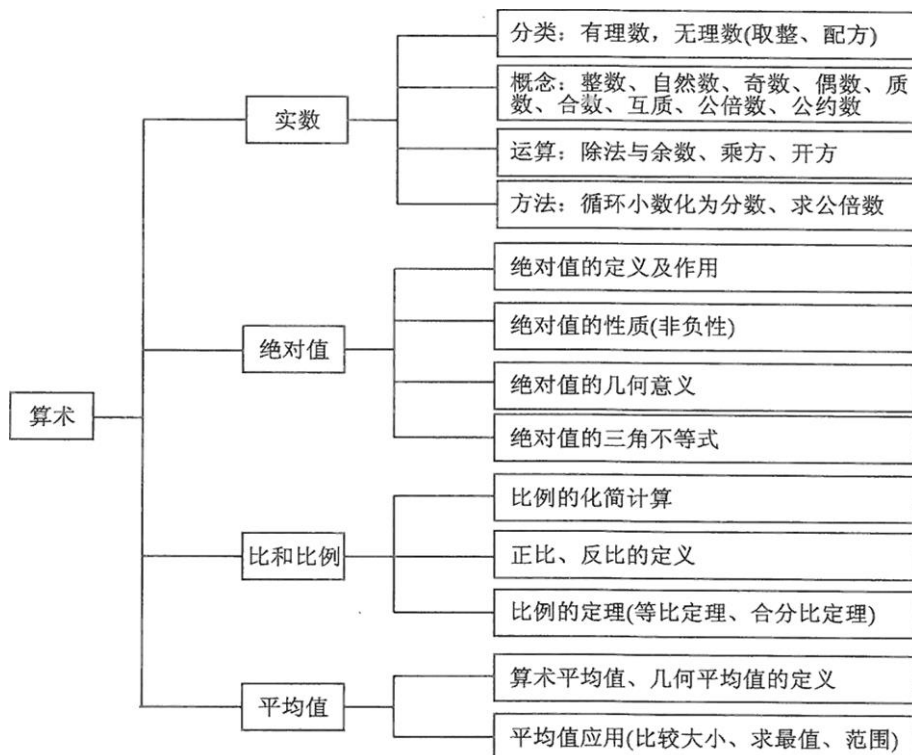 算术
实数
分类：有理数，无理数(取整、配方)
概念：整数、自然数、奇数、偶数、质
数、合数、互质、公倍数、公约数
运算：除法与余数、乘方、开方
方法：循环小数化为分数、求公倍数
绝对值
绝对值的定义及作用
绝对值的性质(非负性)
绝对值的几何意义
绝对值的三角不等式
比和比例
比例的化简计算
正比、反比的定义
比例的定理(等比定理、合分比定理)
平均值
算术平均值、几何平均值的定义
平均值应用(比较大小、求最值、范围)